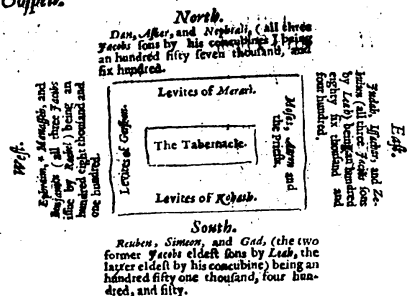 Gospels.
North.
Dan, Asher, and Nephtali, (all three
Jacobs sons by his concubines) being
an hundred fifty seven thousand, and
six hundred.
Levites of Merari.
West.
Ephraim, & Manasseh, and
Benjamin (all three Jacobs
issue by Rachel) being an
hundred eight thousand and
one hundred.
Levites of Gershon.
The Tabernacle.
Moses, Aaron and
the priests.
Judah, Issachar, and Ze-
bulun (all three Jacobs sons
by Leah) being an hundred
eighty six thousand and
four hundred.
East.
Levites of Kohath.
South.
Reuben, Simeon, and Gad, (the two
former Jacobs eldest sons by Leah, the
latter eldest by his concubine) being an
hundred fifty one thousand, four hun-
dred, and fifty.